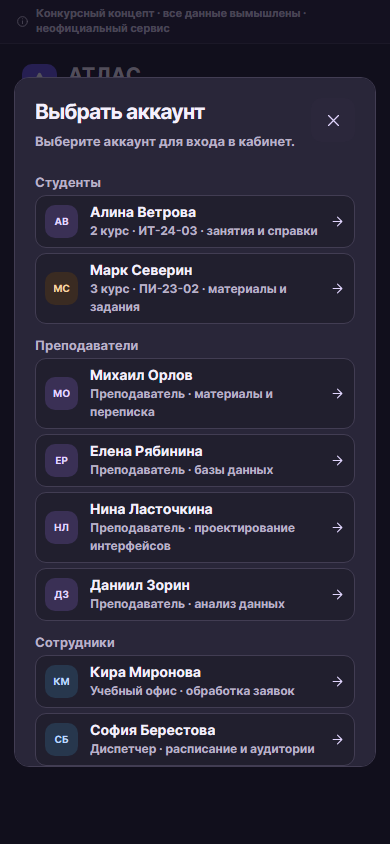 Конкурсный концепт · все данные вымышлены ·
неофициальный сервис
АТЛАС
Выбрать аккаунт
Выберите аккаунт для входа в кабинет.
Студенты
АВ
Алина Ветрова
2 курс · ИТ-24-03 · занятия и справки
МС
Марк Северин
3 курс · ПИ-23-02 · материалы и
задания
Преподаватели
МО
Михаил Орлов
Преподаватель · материалы и
переписка
ЕР
Елена Рябинина
Преподаватель · базы данных
НЛ
Нина Ласточкина
Преподаватель · проектирование
интерфейсов
ДЗ
Даниил Зорин
Преподаватель · анализ данных
Сотрудники
КМ
Кира Миронова
Учебный офис · обработка заявок
СБ
София Берестова
Диспетчер · расписание и аудитории